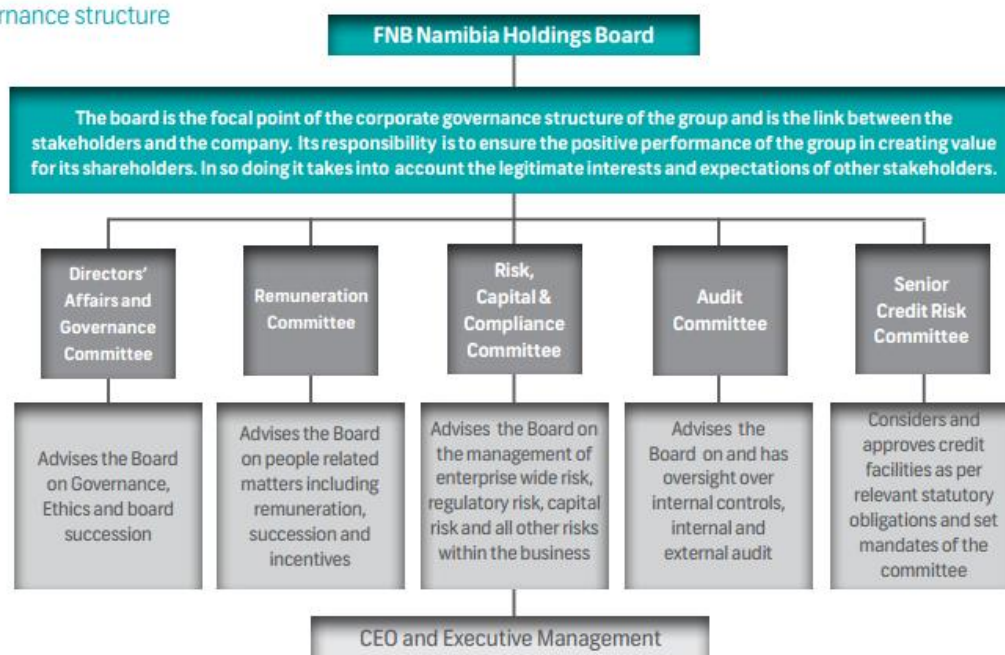 rnance structure
FNB Namibia Holdings Board
The board is the focal point of the corporate governance structure of the group and is the link between the
stakeholders and the company. Its responsibility is to ensure the positive performance of the group in creating value
for its shareholders. In so doing it takes into account the legitimate interests and expectations of other stakeholders.
Directors'
Affairs and
Governance
Committee
Remuneration
Committee
Risk,
Capital &
Compliance
Committee
Audit
Committee
Senior
Credit Risk
Committee
Advises the Board
on Governance,
Ethics and board
succession
Advises the Board
on people related
matters including
remuneration,
succession and
incentives
Advises the Board on
the management of
enterprise wide risk,
regulatory risk, capital
risk and all other risks
within the business
Advises the
Board on and has
oversight over
internal controls,
internal and
external audit
Considers and
approves credit
facilities as per
relevant statutory
obligations and set
mandates of the
committee
CEO and Executive Management